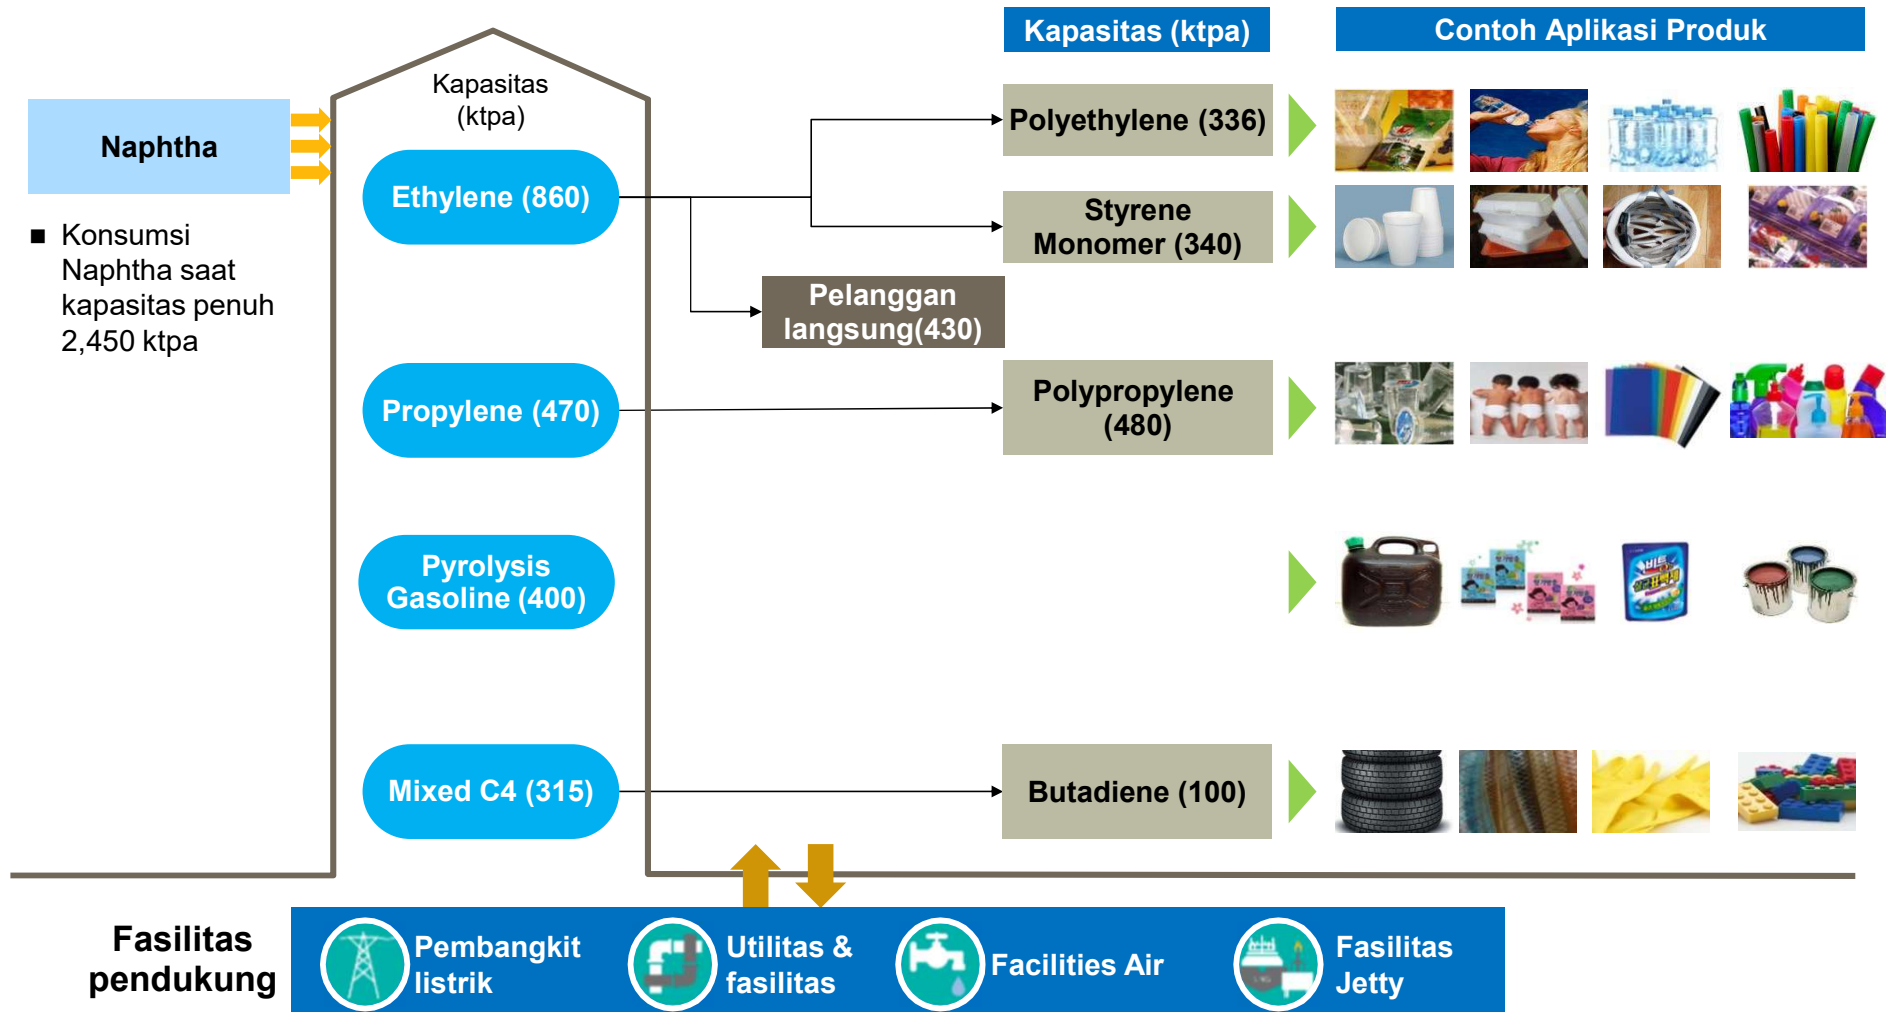 Kapasitas (ktpa)
Contoh Aplikasi Produk
Kapasitas
(ktpa)
Naphtha
■ Konsumsi
Naphtha saat
kapasitas penuh
2,450 ktpa
Ethylene (860)
Polyethylene (336)
Styrene
Monomer (340)
Pelanggan
langsung(430)
Propylene (470)
Polypropylene
(480)
Pyrolysis
Gasoline (400)
Mixed C4 (315)
Butadiene (100)
Fasilitas
pendukung
Pembangkit
listrik
Utilitas &
fasilitas
Facilities Air
Fasilitas
Jetty